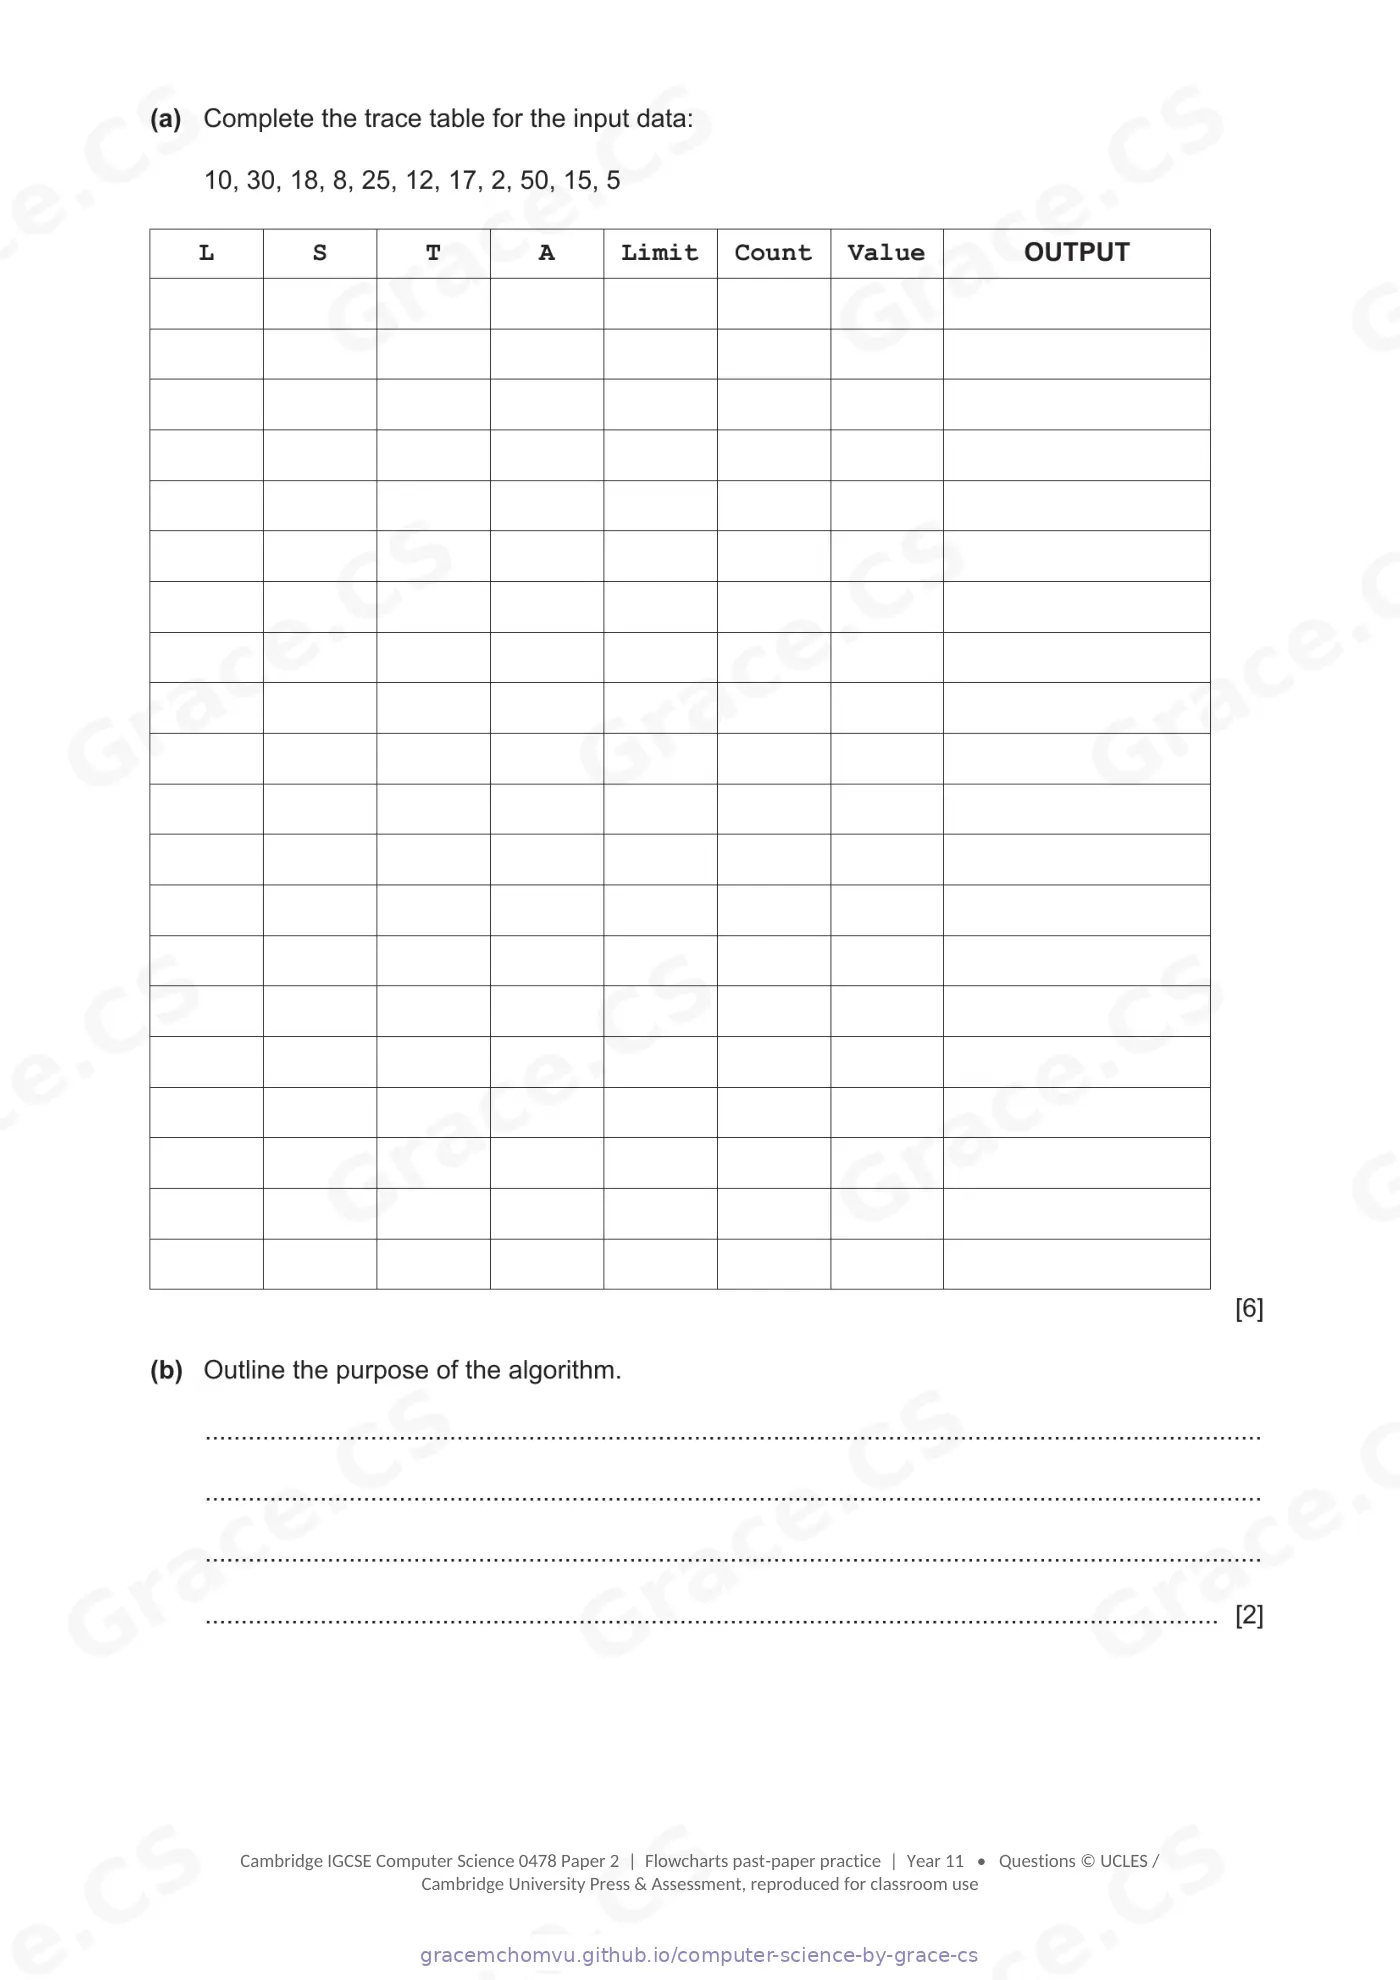 (a) Complete the trace table for the input data:
10, 30, 18, 8, 25, 12, 17, 2, 50, 15, 5
L S T A Limit Count Value OUTPUT
[6]
(b) Outline the purpose of the algorithm.
[2]
Cambridge IGCSE Computer Science 0478 Paper 2 | Flowcharts past-paper practice | Year 11 • Questions © UCLES /
Cambridge University Press & Assessment, reproduced for classroom use
gracemchomvu.github.io/computer-science-by-grace-cs
Grace.CS